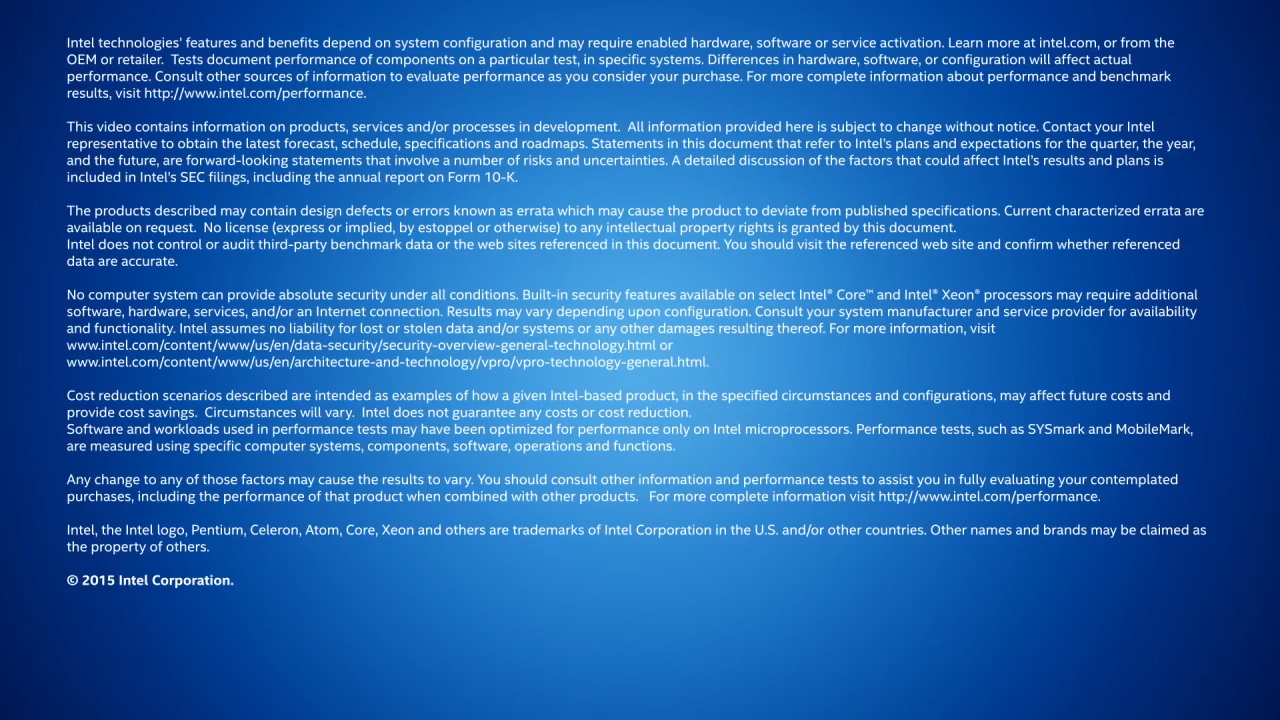 Intel technologies' features and benefits depend on system configuration and may require enabled hardware, software or service activation. Learn more at intel.com, or from the
OEM or retailer.  Tests document performance of components on a particular test, in specific systems. Differences in hardware, software, or configuration will affect actual
performance. Consult other sources of information to evaluate performance as you consider your purchase. For more complete information about performance and benchmark
results, visit http://www.intel.com/performance.
This video contains information on products, services and/or processes in development.  All information provided here is subject to change without notice. Contact your Intel
representative to obtain the latest forecast, schedule, specifications and roadmaps. Statements in this document that refer to Intel's plans and expectations for the quarter, the year,
and the future, are forward-looking statements that involve a number of risks and uncertainties. A detailed discussion of the factors that could affect Intel's results and plans is
included in Intel's SEC filings, including the annual report on Form 10-K.
The products described may contain design defects or errors known as errata which may cause the product to deviate from published specifications. Current characterized errata are
available on request.  No license (express or implied, by estoppel or otherwise) to any intellectual property rights is granted by this document.
Intel does not control or audit third-party benchmark data or the web sites referenced in this document. You should visit the referenced web site and confirm whether referenced
data are accurate.
No computer system can provide absolute security under all conditions. Built-in security features available on select Intel® Core™ and Intel® Xeon® processors may require additional
software, hardware, services, and/or an Internet connection. Results may vary depending upon configuration. Consult your system manufacturer and service provider for availability
and functionality. Intel assumes no liability for lost or stolen data and/or systems or any other damages resulting thereof. For more information, visit
www.intel.com/content/www/us/en/data-security/security-overview-general-technology.html or
www.intel.com/content/www/us/en/architecture-and-technology/vpro/vpro-technology-general.html.
Cost reduction scenarios described are intended as examples of how a given Intel-based product, in the specified circumstances and configurations, may affect future costs and
provide cost savings.  Circumstances will vary.  Intel does not guarantee any costs or cost reduction.
Software and workloads used in performance tests may have been optimized for performance only on Intel microprocessors. Performance tests, such as SYSmark and MobileMark,
are measured using specific computer systems, components, software, operations and functions.
Any change to any of those factors may cause the results to vary. You should consult other information and performance tests to assist you in fully evaluating your contemplated
purchases, including the performance of that product when combined with other products.   For more complete information visit http://www.intel.com/performance.
Intel, the Intel logo, Pentium, Celeron, Atom, Core, Xeon and others are trademarks of Intel Corporation in the U.S. and/or other countries. Other names and brands may be claimed as
the property of others.
© 2015 Intel Corporation.